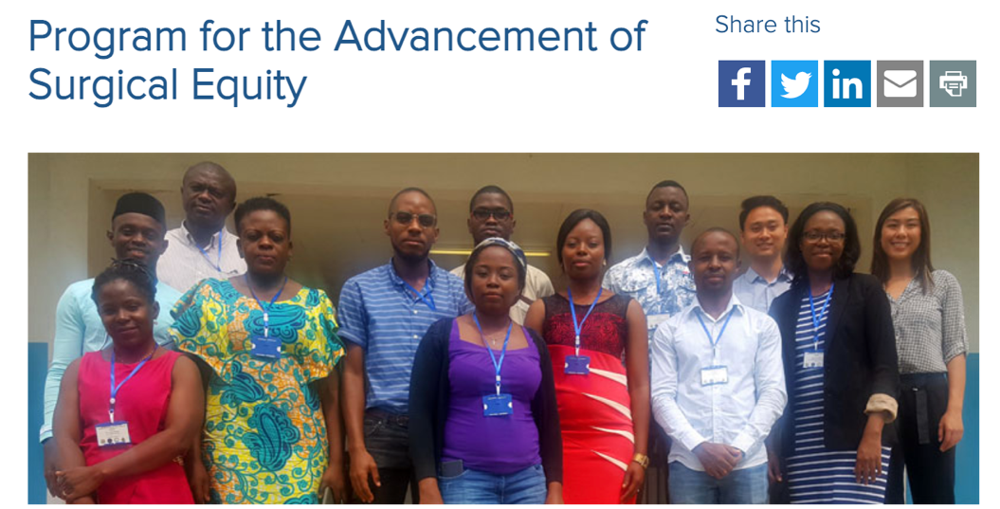 Program for the Advancement of
Surgical Equity
Share this